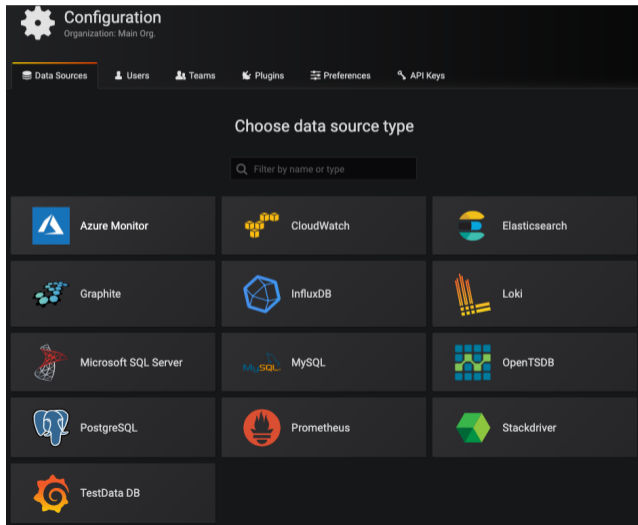 Configuration
Organization: Main Org.
Data Sources Users Teams Plugins Preferences API Keys
Choose data source type
Filter by name or type
Azure Monitor CloudWatch Elasticsearch
Graphite InfluxDB Loki
Microsoft SQL Server MySQL. MySQL OpenTSDB
PostgreSQL Prometheus Stackdriver
TestData DB